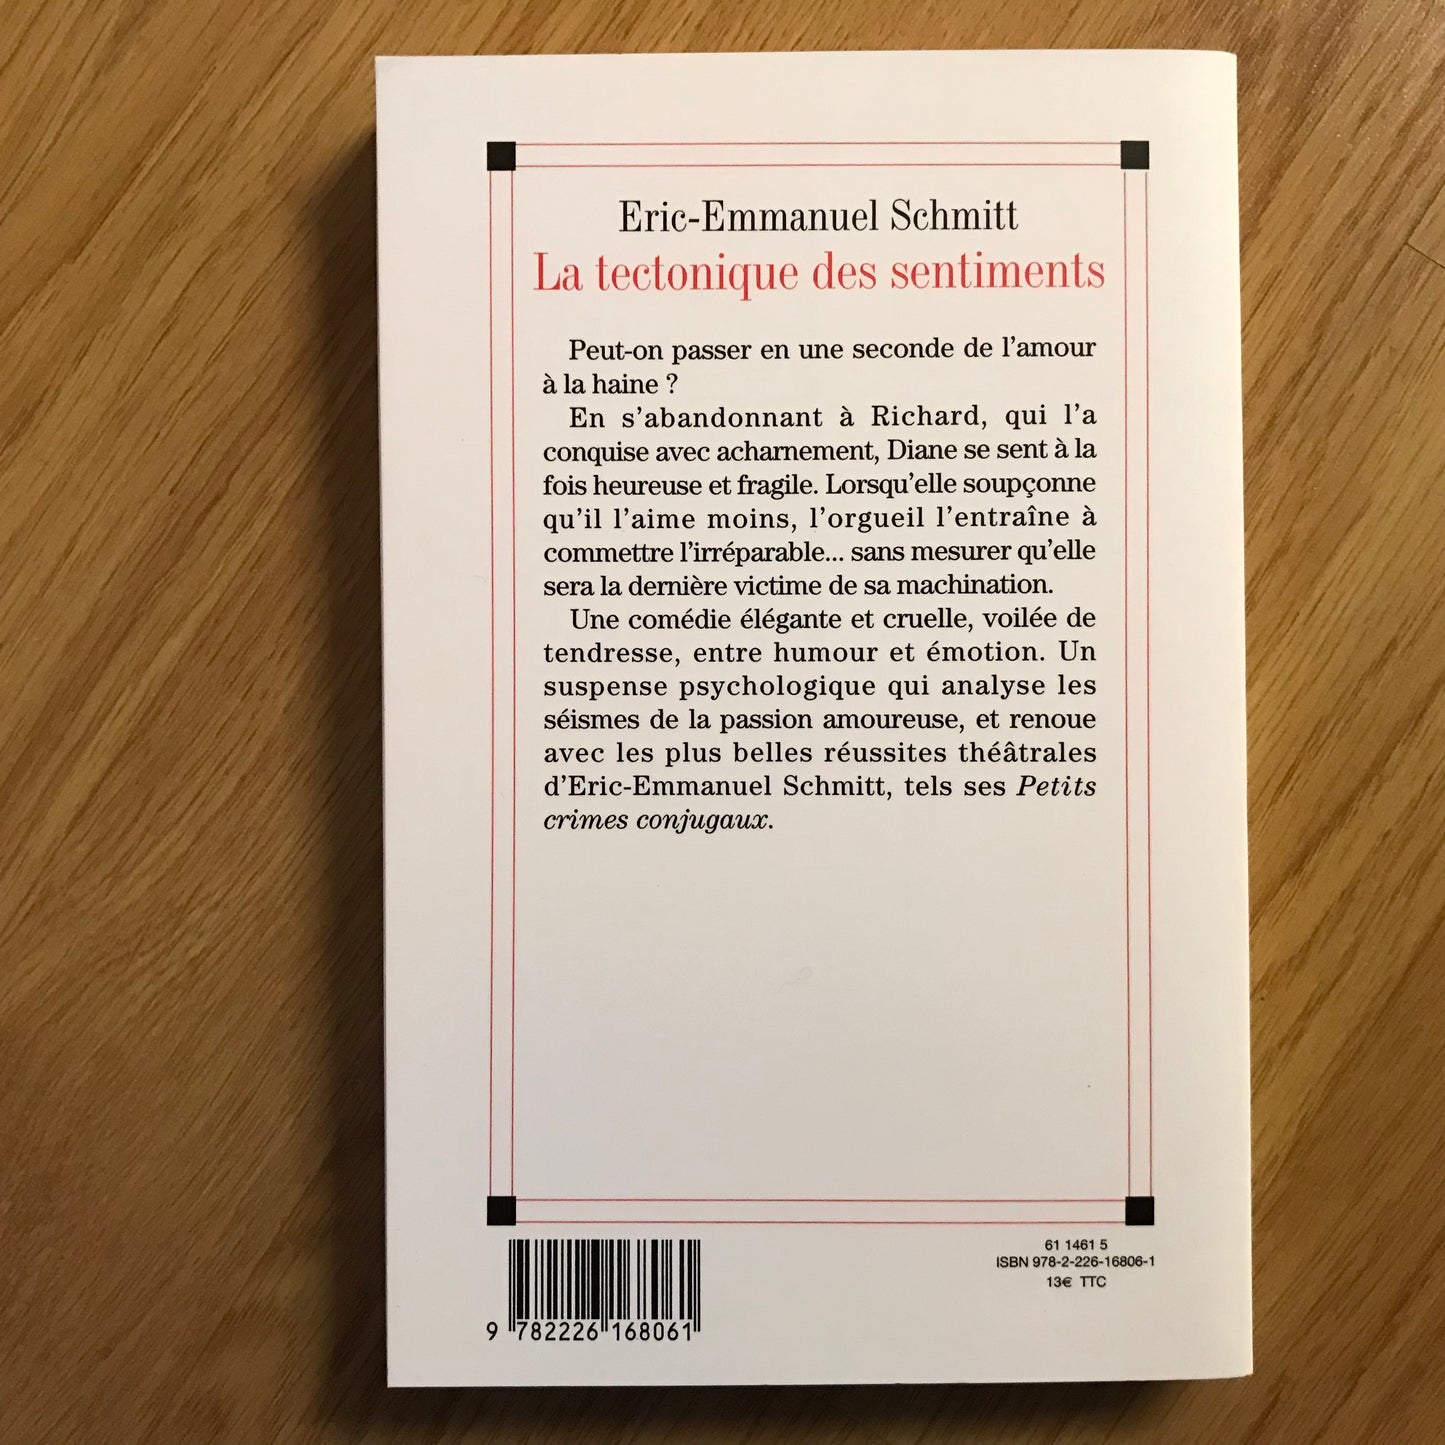 Eric-Emmanuel Schmitt
La tectonique des sentiments
Peut-on passer en une seconde de l'amour
à la haine ?
En s'abandonnant à Richard, qui l'a
conquise avec acharnement, Diane se sent à la
fois heureuse et fragile. Lorsqu'elle soupçonne
qu'il l'aime moins, l'orgueil l'entraîne à
commettre l'irréparable... sans mesurer qu'elle
sera la dernière victime de sa machination.
Une comédie élégante et cruelle, voilée de
tendresse, entre humour et émotion. Un
suspense psychologique qui analyse les
séismes de la passion amoureuse, et renoue
avec les plus belles réussites théâtrales
d'Eric-Emmanuel Schmitt, tels ses Petits
crimes conjugaux.
61 1461 5
ISBN 978-2-226-16806-1
13€ TTC
9 782226 168061